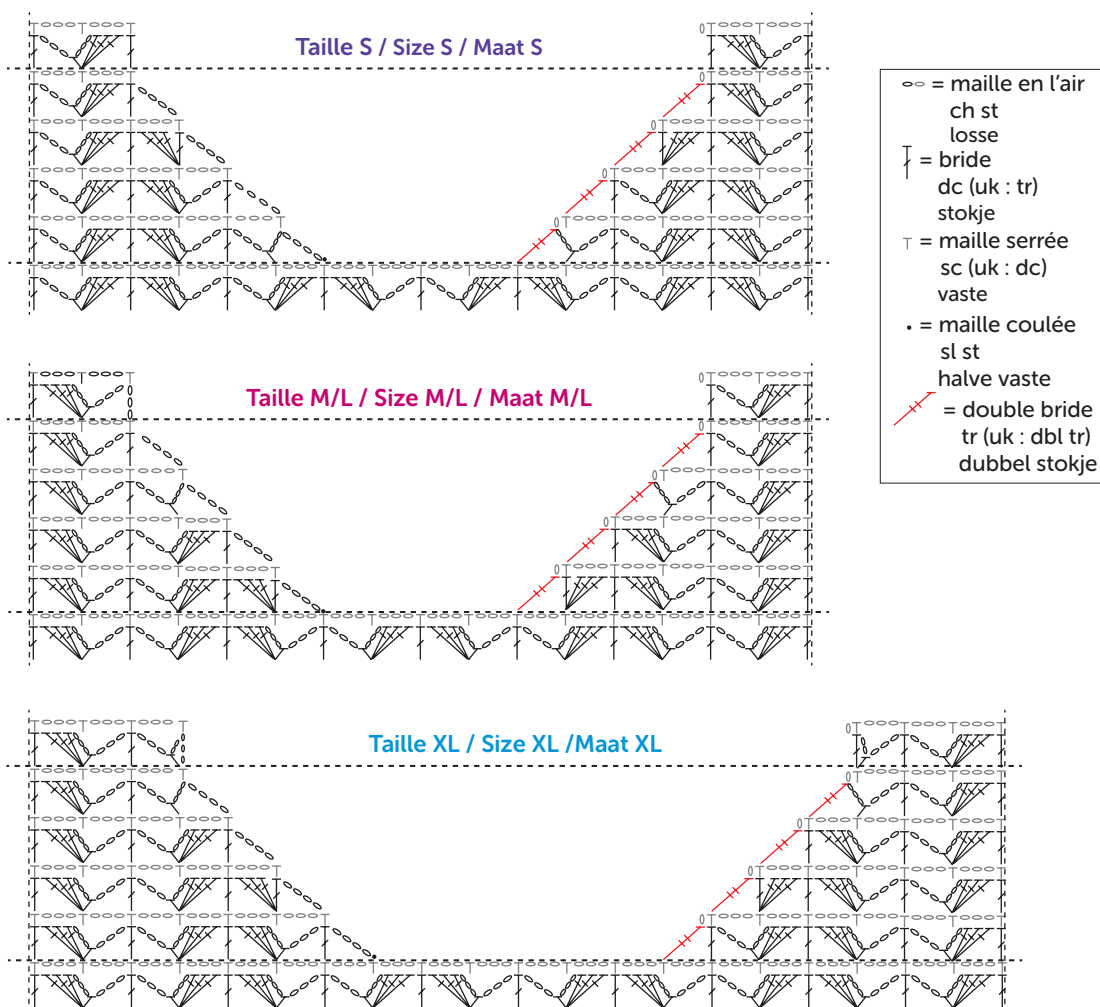 Taille S / Size S / Maat S
= maille en l'air
ch st
losse
= bride
dc (uk : tr)
stokje
= maille serrée
sc (uk : dc)
vaste
= maille coulée
sl st
halve vaste
= double bride
tr (uk : dbl tr)
dubbel stokje
Taille M/L / Size M/L / Maat M/L
Taille XL / Size XL /Maat XL